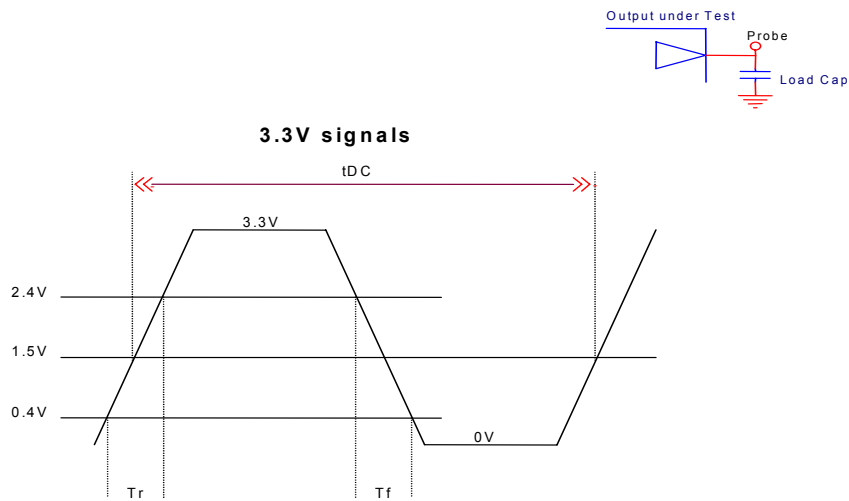 Output under Test
Probe
Load Cap
3.3V signals
tDC
3.3V
2.4V
1.5V
0.4V
0V
Tr
Tf